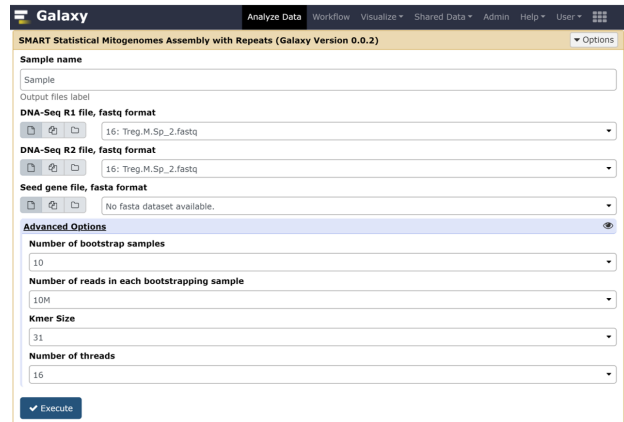 Galaxy Analyze Data Workflow Visualize Shared Data Admin Help User
SMART Statistical Mitogenomes Assembly with Repeats (Galaxy Version 0.0.2) Options
Sample name
Sample
Output files label
DNA-Seq R1 file, fastq format
16: Treg.M.Sp_2.fastq
DNA-Seq R2 file, fastq format
16: Treg.M.Sp_2.fastq
Seed gene file, fasta format
No fasta dataset available.
Advanced Options
Number of bootstrap samples
10
Number of reads in each bootstrapping sample
10M
Kmer Size
31
Number of threads
16
Execute